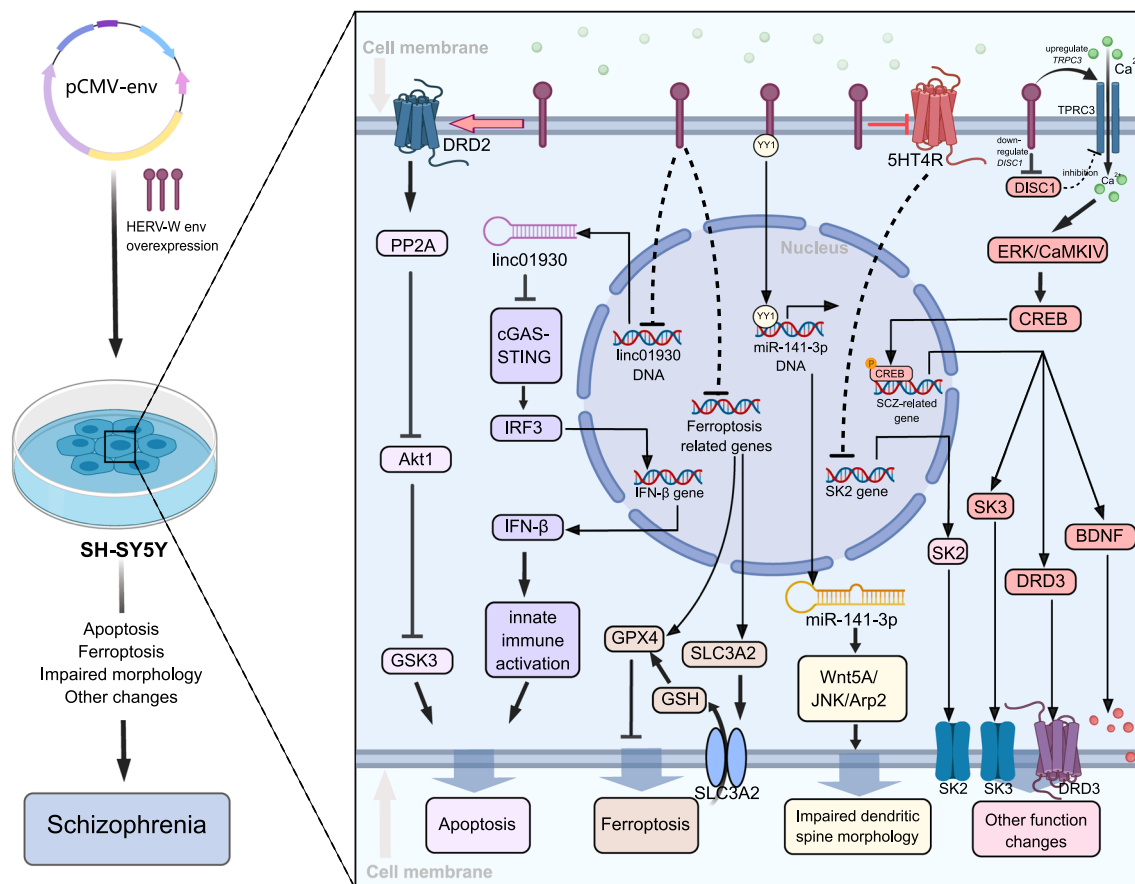 pCMV-env
HERV-W env
overexpression
SH-SY5Y
Apoptosis
Ferroptosis
Impaired morphology
Other changes
Schizophrenia
Cell membrane
DRD2
PP2A
Akt1
GSK3
linc01930
cGAS-
STING
IRF3
IFN-β
innate
immune
activation
Nucleus
linc01930
DNA
IFN-β gene
Ferroptosis
related genes
YY1
YY1
miR-141-3p
DNA
SK2 gene
P
CREB
SCZ-related
gene
5HT4R
upregulate
TRPC3
Ca2
TPRC3
down-
regulate
DISC1
DISC1
inhibition
Ca2+
ERK/CaMKIV
CREB
SK2
SK3
DRD3
BDNF
GPX4
SLC3A2
GSH
SLC3A2
miR-141-3p
Wnt5A/
JNK/Arp2
SK2
SK3
DRD3
Apoptosis
Ferroptosis
Impaired dendritic
spine morphology
Other function
changes
Cell membrane